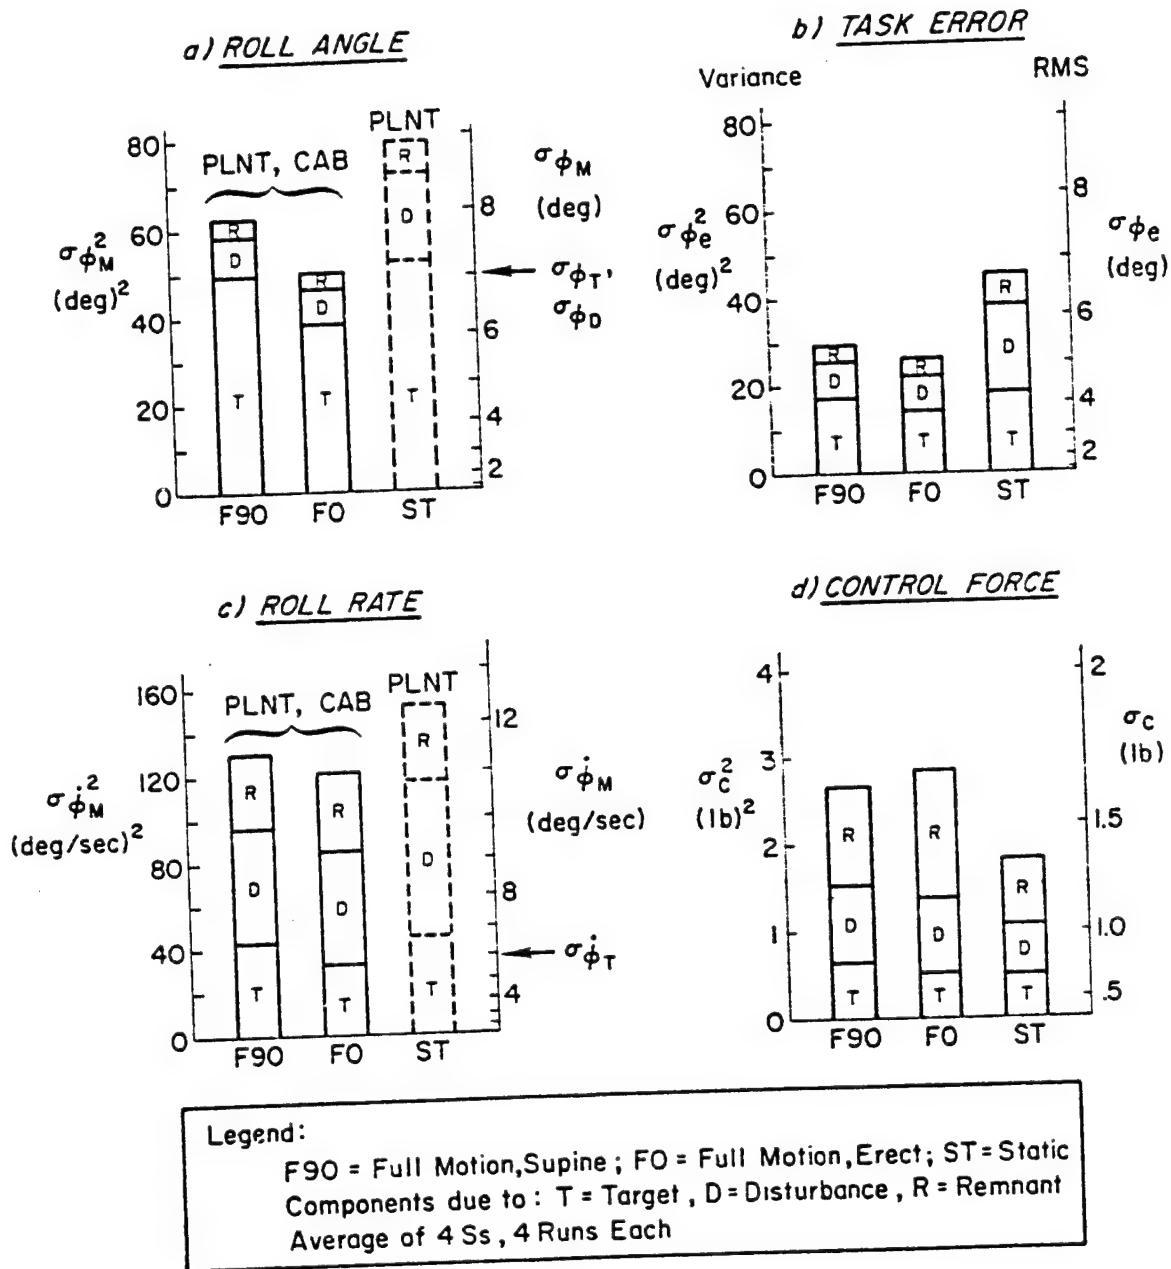 a) ROLL ANGLE
PLNT
PLNT, CAB
80
60
40
20
0
σ²φM
(deg)²
R
D
T
R
D
T
R
D
T
F90
FO
ST
8
6
4
2
σφM
(deg)
σφT,
σφD
b) TASK ERROR
Variance
RMS
80
60
40
20
0
σ²φe
(deg)²
R
D
T
R
D
T
R
D
T
F90
FO
ST
8
6
4
2
σφe
(deg)
c) ROLL RATE
PLNT
PLNT, CAB
160
120
80
40
0
σ²φ̇M
(deg/sec)²
R
D
T
R
D
T
R
D
T
F90
FO
ST
12
8
4
σφ̇M
(deg/sec)
σφ̇T
d) CONTROL FORCE
4
3
2
1
0
σ²C
(lb)²
R
D
T
R
D
T
R
D
T
F90
FO
ST
2
1.5
1.0
.5
σC
(lb)
Legend:
F90 = Full Motion, Supine; FO = Full Motion, Erect; ST = Static
Components due to: T = Target, D = Disturbance, R = Remnant
Average of 4 Ss, 4 Runs Each